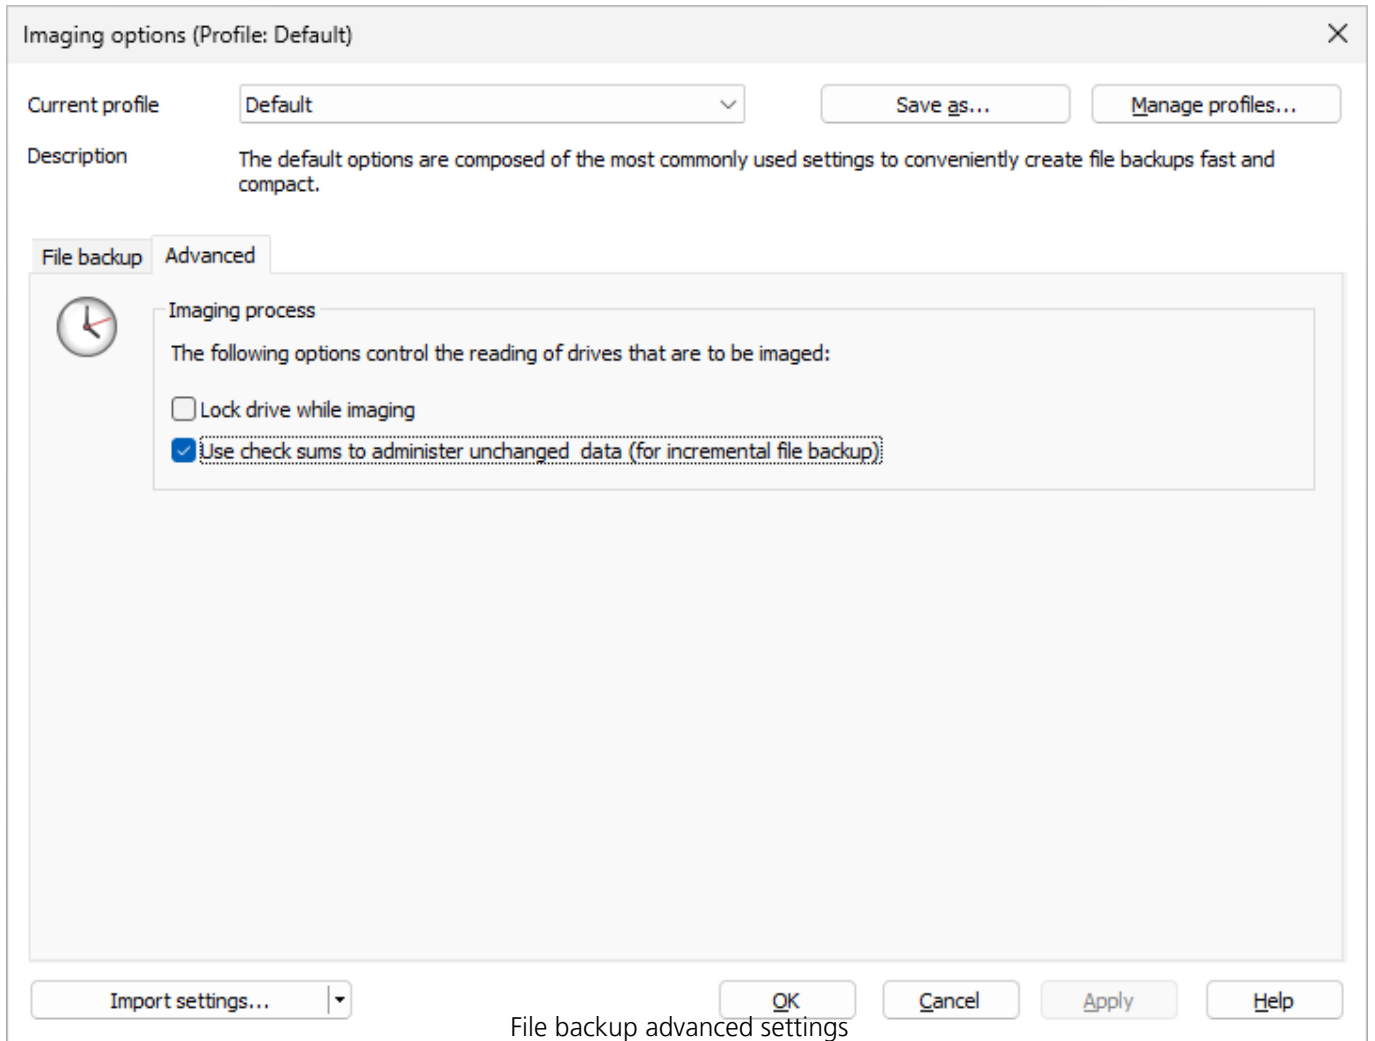 Imaging options (Profile: Default)
Current profile Default Save as... Manage profiles...
Description The default options are composed of the most commonly used settings to conveniently create file backups fast and
compact.
File backup Advanced
Imaging process
The following options control the reading of drives that are to be imaged:
Lock drive while imaging
Use check sums to administer unchanged  data (for incremental file backup)
Import settings... OK Cancel Apply Help
File backup advanced settings